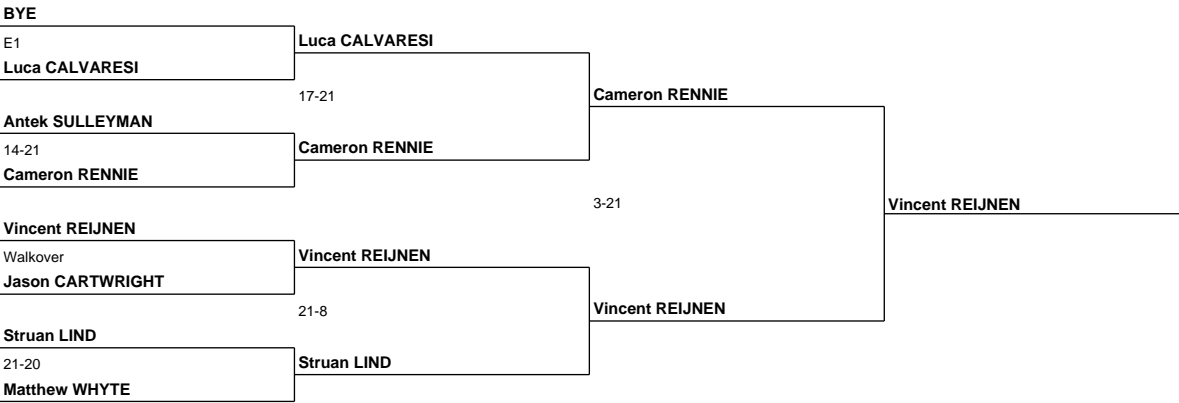 BYE
E1
Luca CALVARESI
Luca CALVARESI
17-21
Antek SULLEYMAN
14-21
Cameron RENNIE
Cameron RENNIE
Cameron RENNIE
3-21
Vincent REIJNEN
Vincent REIJNEN
Walkover
Jason CARTWRIGHT
Vincent REIJNEN
21-8
Vincent REIJNEN
Struan LIND
21-20
Matthew WHYTE
Struan LIND